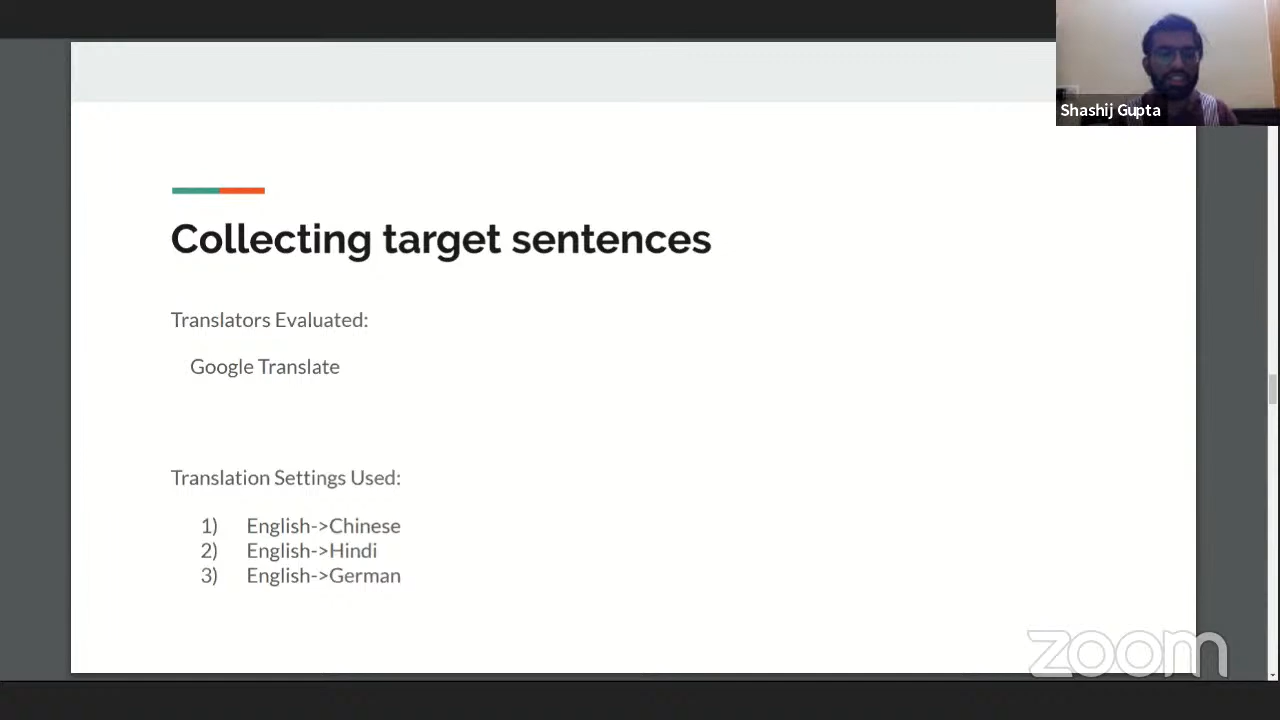 Shashij Gupta
Collecting target sentences
Translators Evaluated:
Google Translate
Translation Settings Used:
1) English->Chinese
2) English->Hindi
3) English->German
zoom